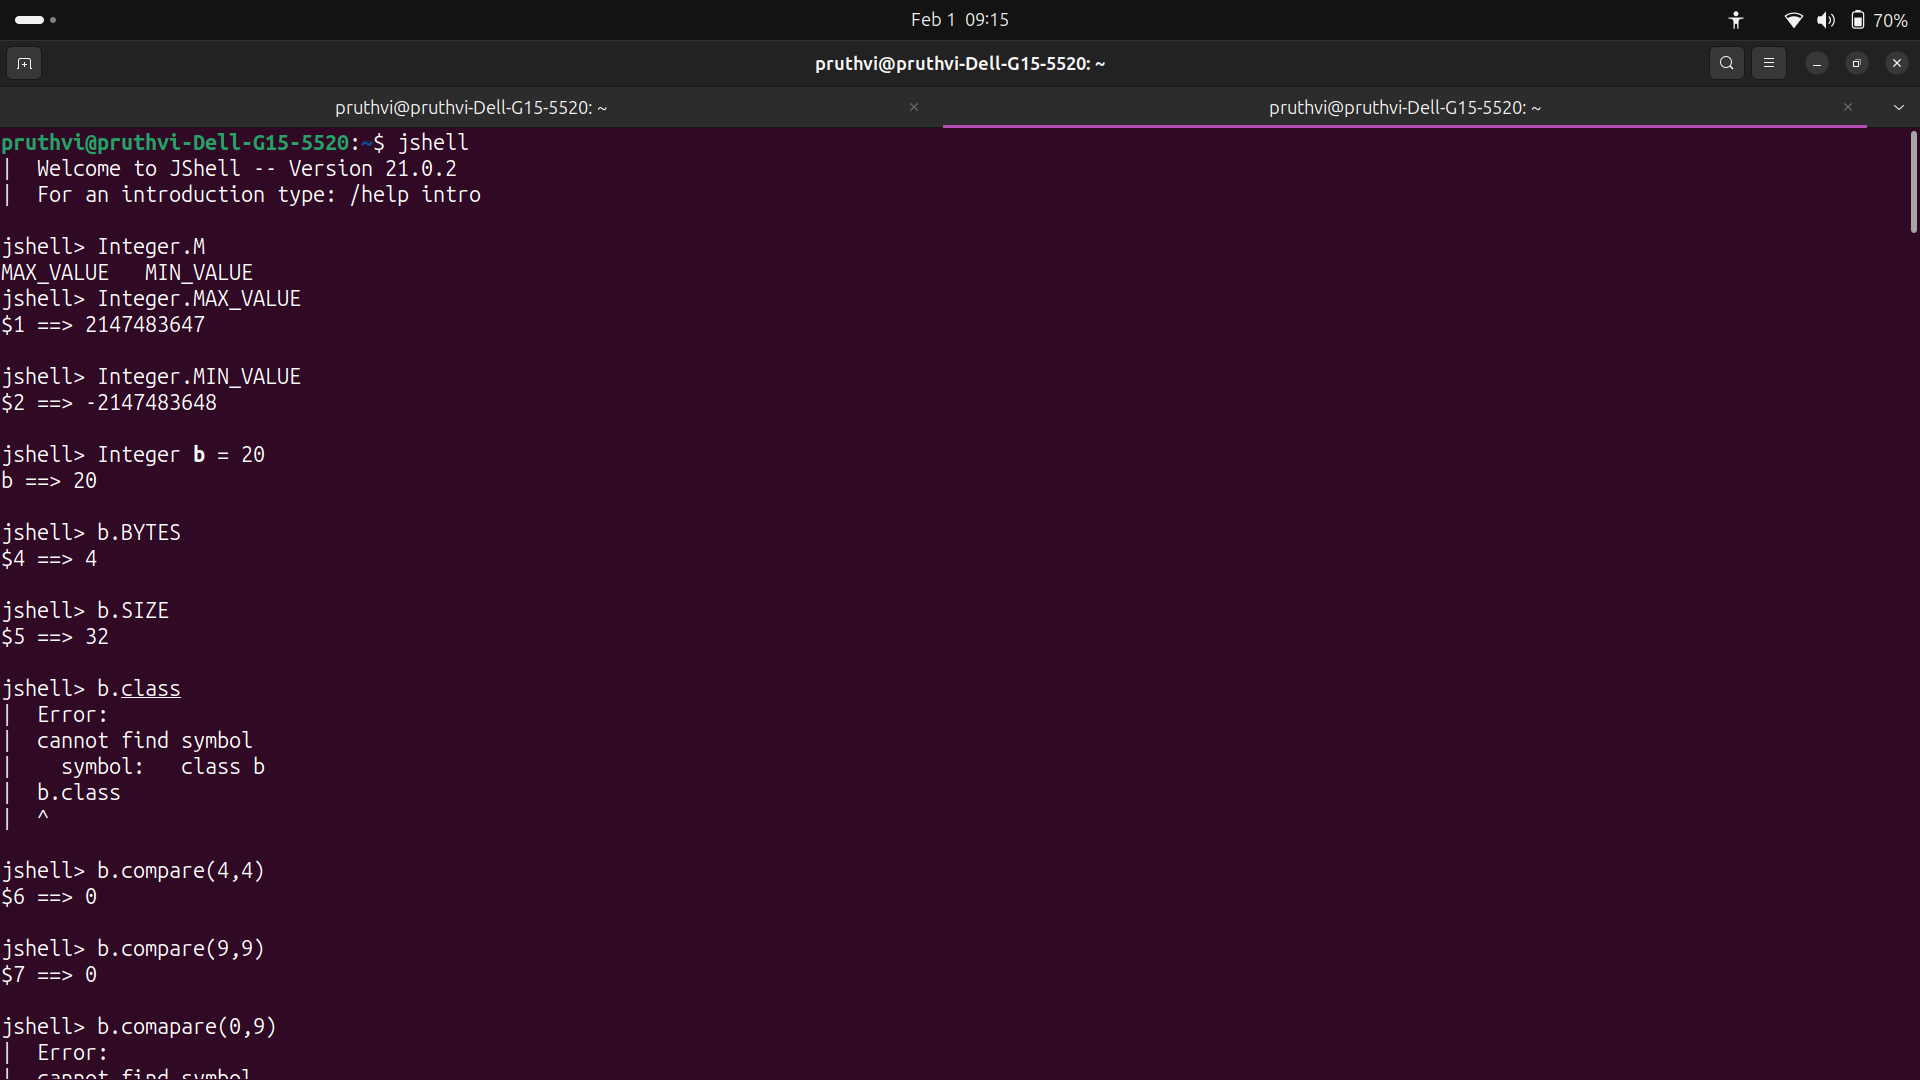 Feb 1 09:15
70%
pruthvi@pruthvi-Dell-G15-5520: ~
pruthvi@pruthvi-Dell-G15-5520: ~ × pruthvi@pruthvi-Dell-G15-5520: ~ ×
pruthvi@pruthvi-Dell-G15-5520:~$ jshell
|  Welcome to JShell -- Version 21.0.2
|  For an introduction type: /help intro
jshell> Integer.M
MAX_VALUE   MIN_VALUE
jshell> Integer.MAX_VALUE
$1 ==> 2147483647
jshell> Integer.MIN_VALUE
$2 ==> -2147483648
jshell> Integer b = 20
b ==> 20
jshell> b.BYTES
$4 ==> 4
jshell> b.SIZE
$5 ==> 32
jshell> b.class
|  Error:
|  cannot find symbol
|    symbol:   class b
|  b.class
|  ^
jshell> b.compare(4,4)
$6 ==> 0
jshell> b.compare(9,9)
$7 ==> 0
jshell> b.comapare(0,9)
|  Error:
|  cannot find symbol